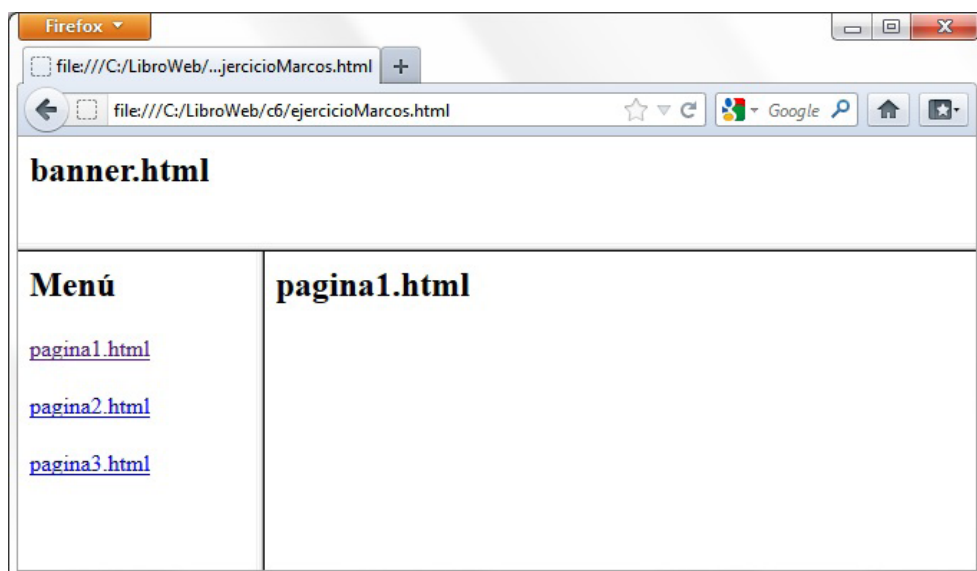 Firefox
file:///C:/LibroWeb/...jercicioMarcos.html
file:///C:/LibroWeb/c6/ejercicioMarcos.html
Google
banner.html
Menú
pagina1.html
pagina2.html
pagina3.html
pagina1.html